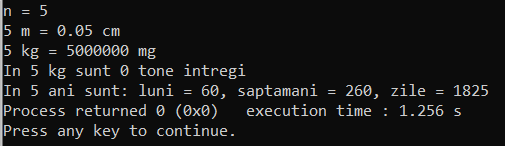 n = 5
5 m = 0.05 cm
5 kg = 5000000 mg
In 5 kg sunt 0 tone intregi
In 5 ani sunt: luni = 60, saptamani = 260, zile = 1825
Process returned 0 (0x0)   execution time : 1.256 s
Press any key to continue.